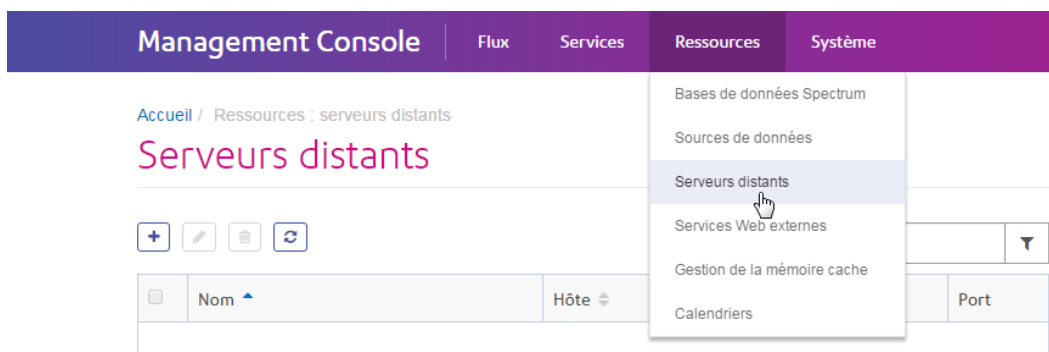 Management Console Flux Services Ressources Système
Bases de données Spectrum
Accueil / Ressources : serveurs distants
Sources de données
Serveurs distants
Serveurs distants
Services Web externes
Gestion de la mémoire cache
Nom Hôte Port
Calendriers